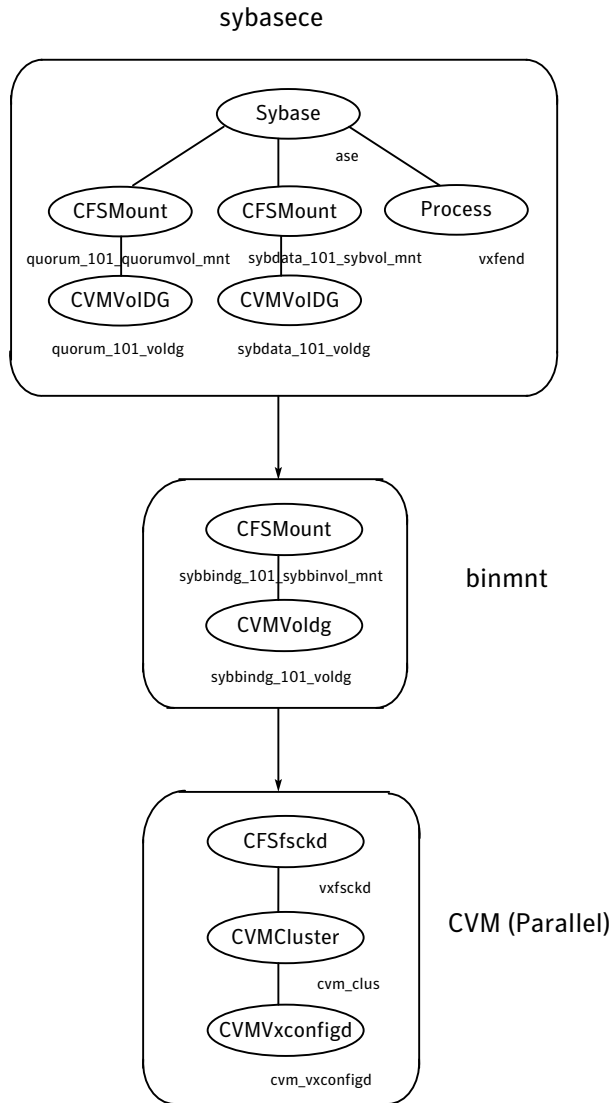 sybasece
Sybase
ase
CFSMount
CFSMount
Process
quorum_101_quorumvol_mnt
sybdata_101_sybvol_mnt
vxfend
CVMVolDG
CVMVolDG
quorum_101_voldg
sybdata_101_voldg
CFSMount
sybbindg_101_sybbinvol_mnt
binmnt
CVMVoldg
sybbindg_101_voldg
CFSfsckd
vxfsckd
CVMCluster
CVM (Parallel)
cvm_clus
CVMVxconfigd
cvm_vxconfigd